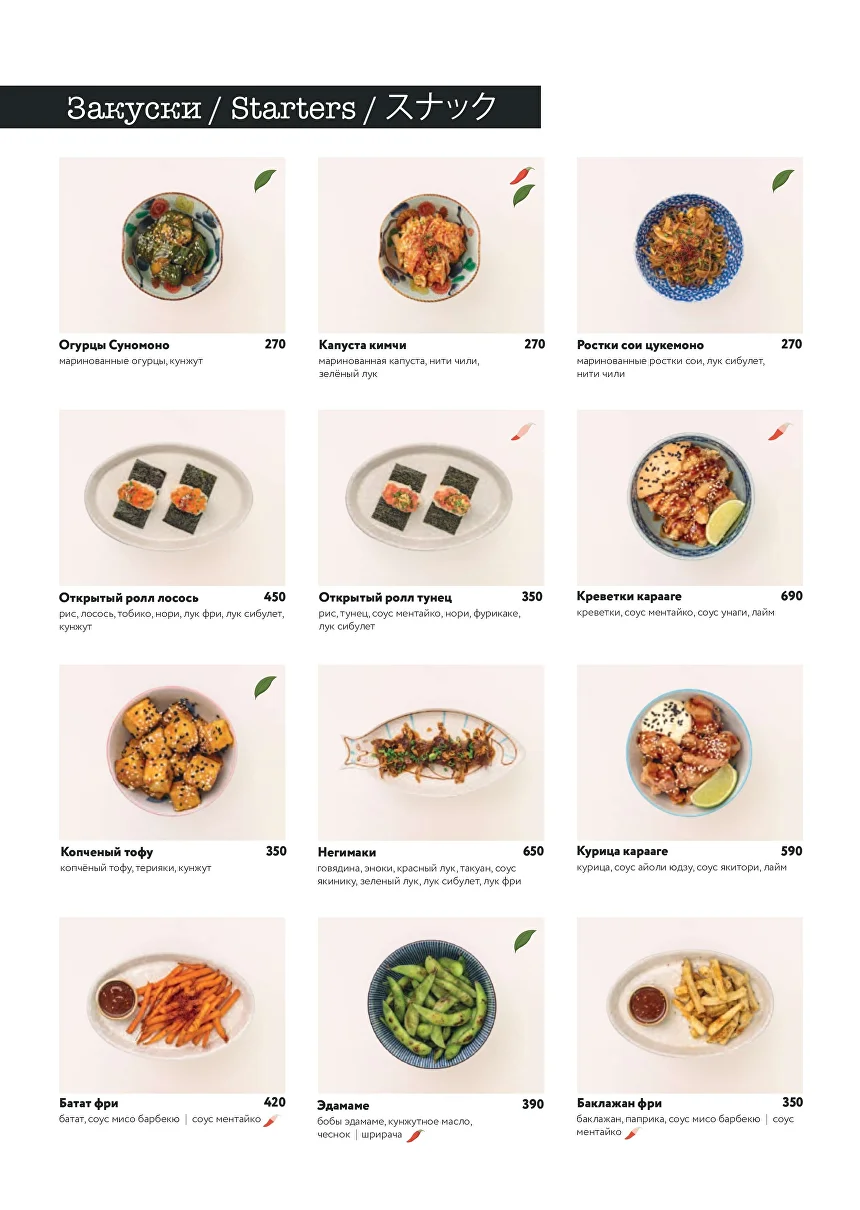 Закуски / Starters / スナック
Огурцы Суномоно 270
маринованные огурцы, кунжут
Капуста кимчи 270
маринованная капуста, нити чили,
зелёный лук
Ростки сои цукемоно 270
маринованные ростки сои, лук сибулет,
нити чили
Открытый ролл лосось 450
рис, лосось, тобико, нори, лук фри, лук сибулет,
кунжут
Открытый ролл тунец 350
рис, тунец, соус ментайко, нори, фурикаке,
лук сибулет
Креветки караагe 690
креветки, соус ментайко, соус унаги, лайм
Копченый тофу 350
копчёный тофу, терияки, кунжут
Негимаки 650
говядина, эноки, красный лук, такуан, соус
якинику, зеленый лук, лук сибулет, лук фри
Курица караагe 590
курица, соус айоли юдзу, соус якитори, лайм
Батат фри 420
батат, соус мисо барбекю | соус ментайко
Эдамаме 390
бобы эдамаме, кунжутное масло,
чеснок | шрирача
Баклажан фри 350
баклажан, паприка, соус мисо барбекю | соус
ментайко